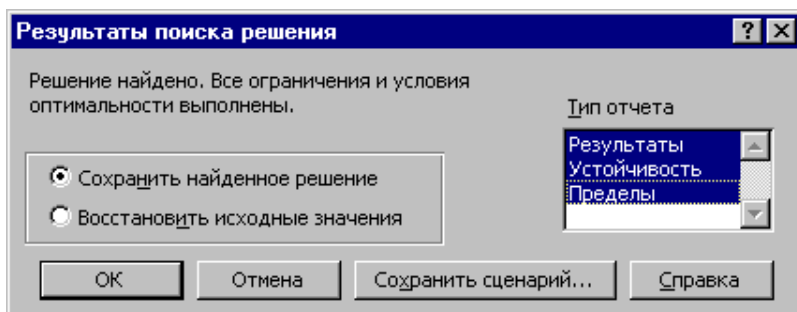 Результаты поиска решения
Решение найдено. Все ограничения и условия
оптимальности выполнены.
Тип отчета
Результаты
Устойчивость
Пределы
Сохранить найденное решение
Восстановить исходные значения
ОК
Отмена
Сохранить сценарий...
Справка